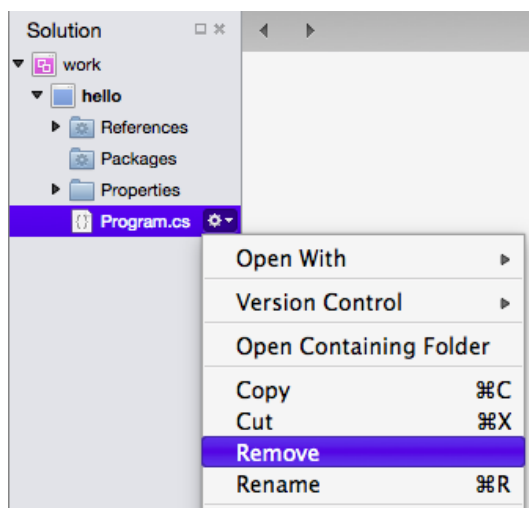 Solution
work
hello
References
Packages
Properties
{} Program.cs
Open With
Version Control
Open Containing Folder
Copy ⌘C
Cut ⌘X
Remove
Rename ⌘R